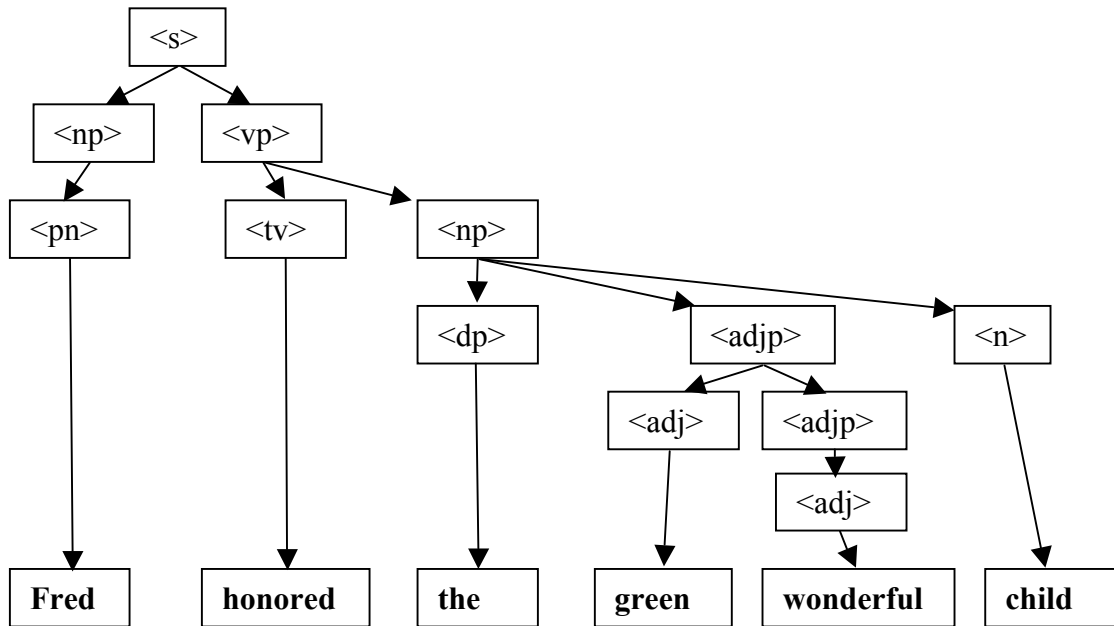 <s>
<np> <vp>
<pn> <tv> <np>
<dp> <adjp> <n>
<adj> <adjp>
<adj>
Fred honored the green wonderful child